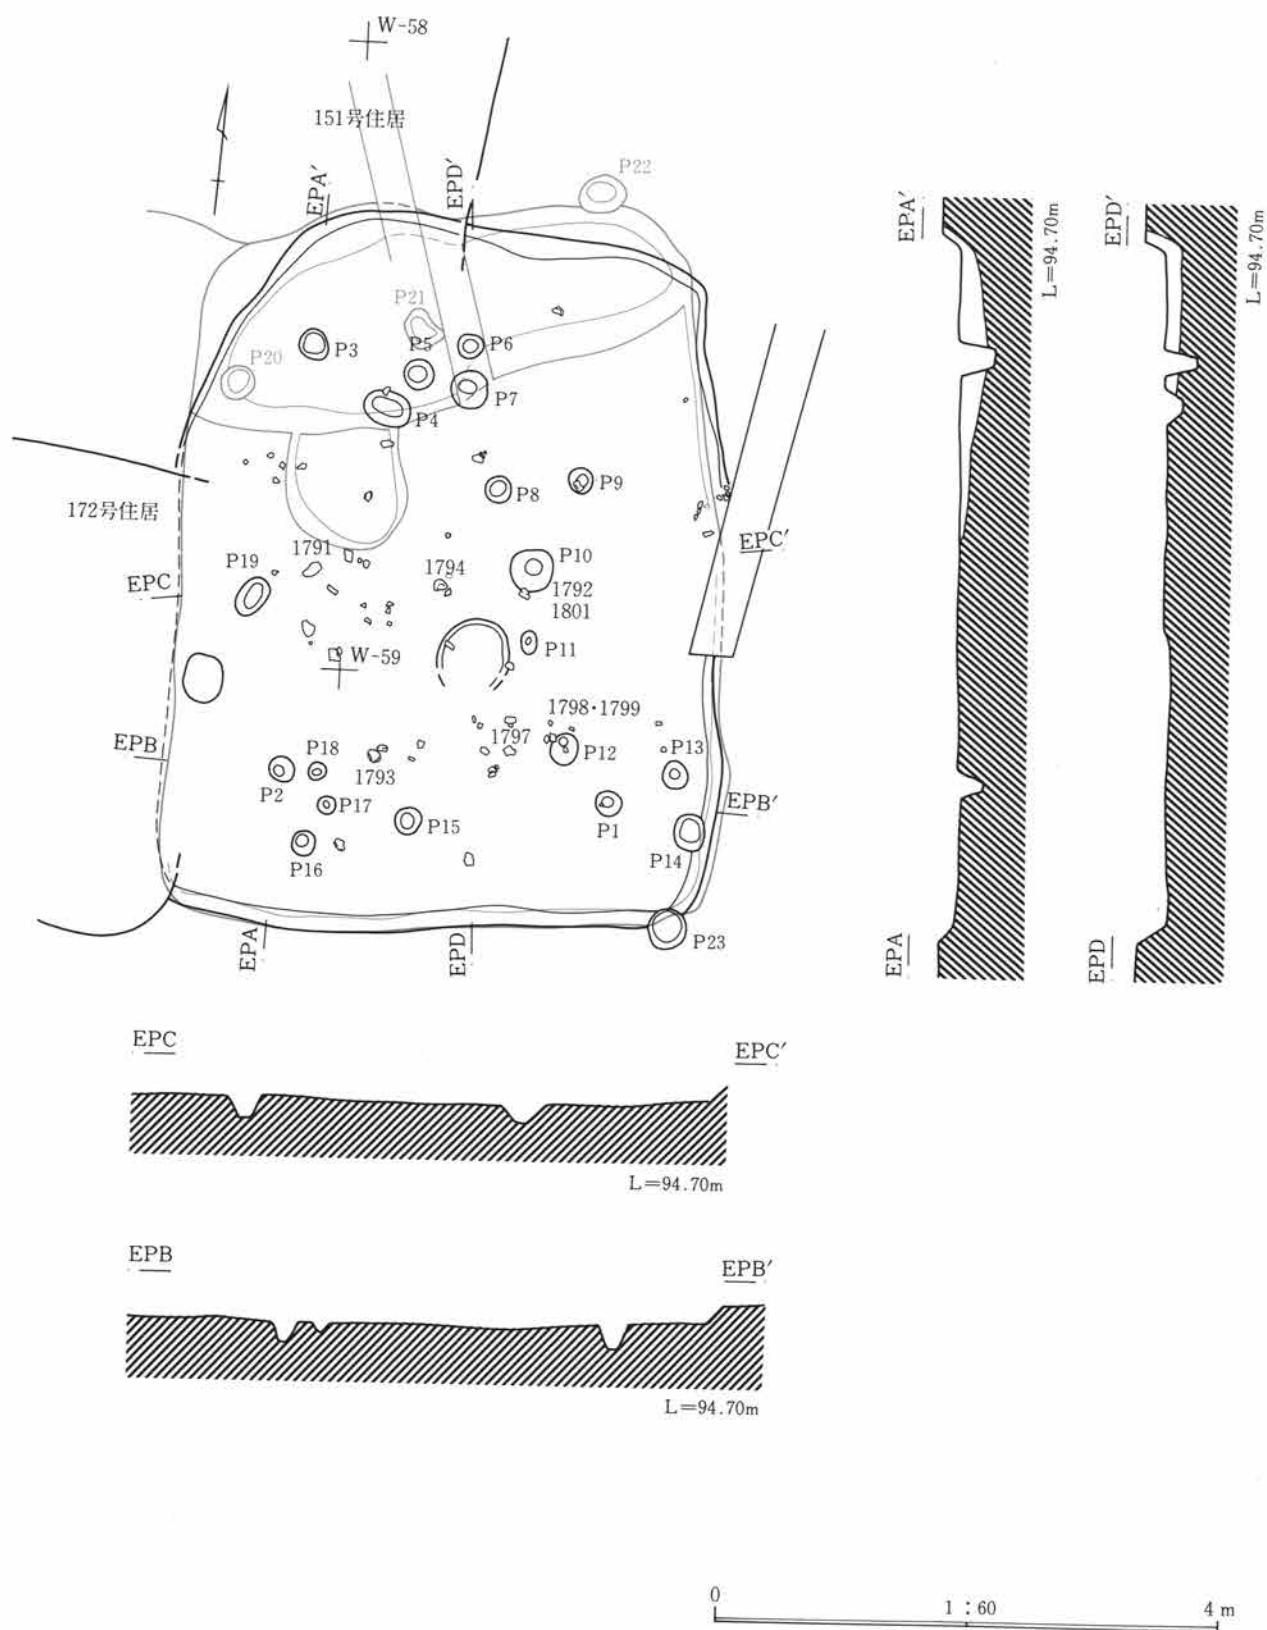 W-58
151号住居
EPA′
EPD′
P22
P21
P20
P3
P5
P6
P7
P4
172号住居
P8
P9
EPC′
P19
1791
1794
P10
1792
1801
EPC
P11
W-59
1798・1799
1797
EPB
P18
P12
P13
P2
1793
P17
P15
P1
EPB′
P16
P14
EPA
EPD
P23
EPA′
L=94.70m
EPD′
L=94.70m
EPA
EPD
EPC
EPC′
L=94.70m
EPB
EPB′
L=94.70m
0
1:60
4 m